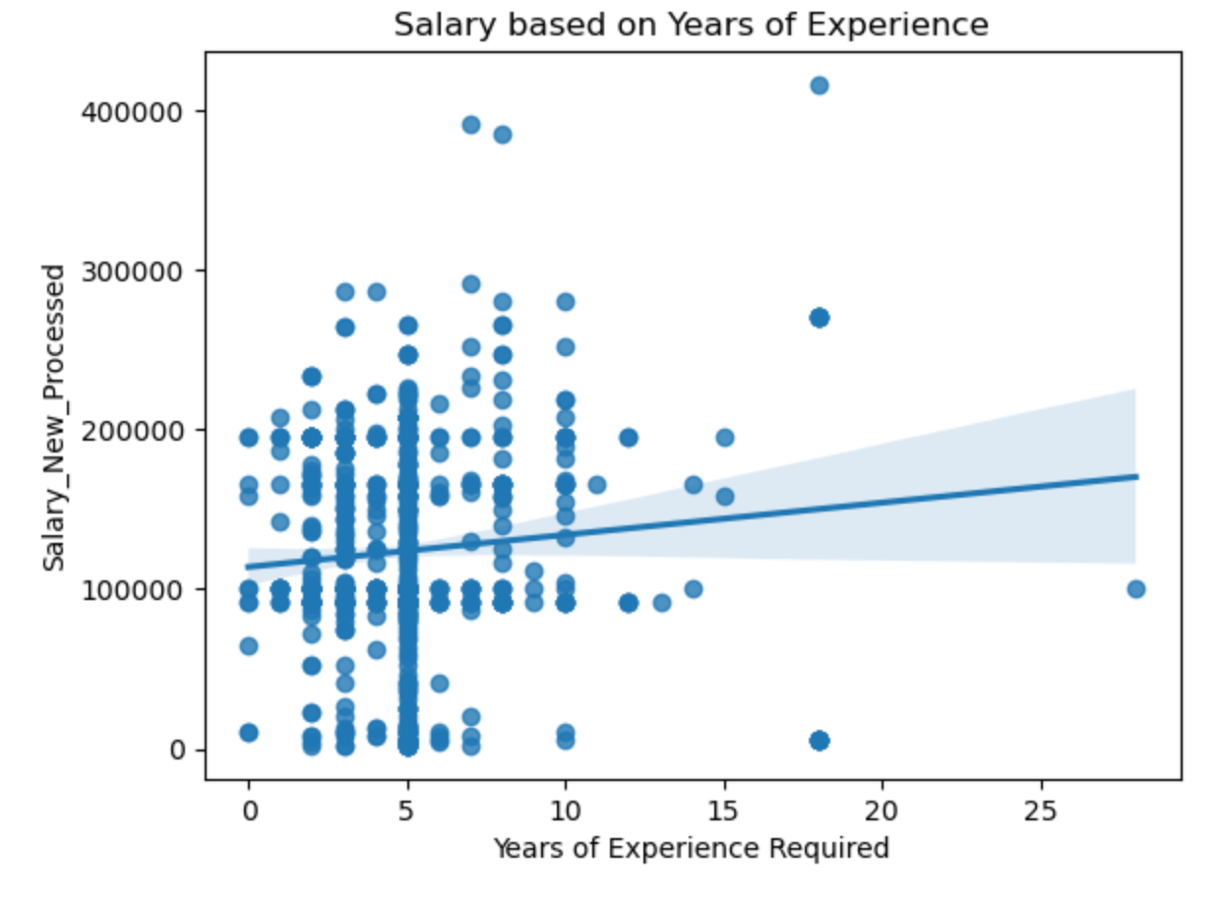 Salary based on Years of Experience
400000
300000
200000
100000
0
Salary_New_Processed
0 5 10 15 20 25
Years of Experience Required